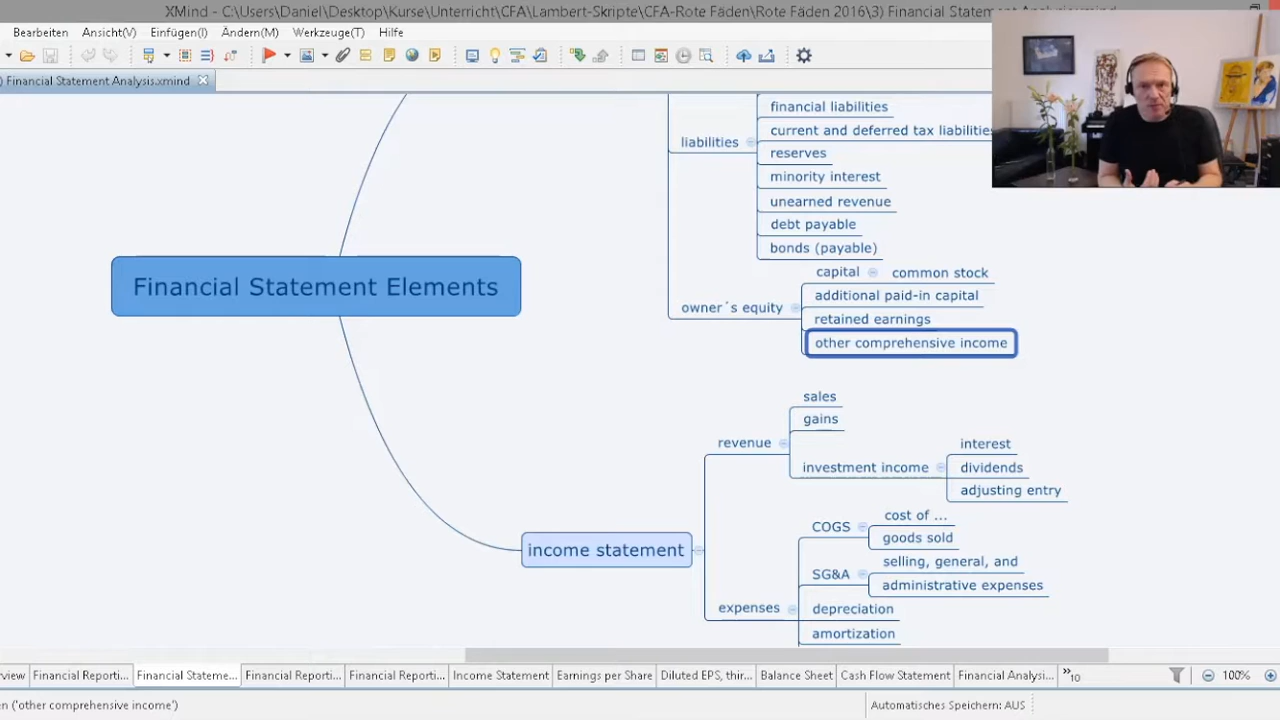 XMind - C:\Users\Daniel\Desktop\Kurse\Unterricht\CFA\Lambert-Skripte\CFA-Rote Fäden\Rote Fäden 2016\3) Financial Statement Analysis.xmind
Bearbeiten Ansicht(V) Einfügen(I) Ändern(M) Werkzeuge(T) Hilfe
) Financial Statement Analysis.xmind
financial liabilities
liabilities
current and deferred tax liabilities
reserves
minority interest
unearned revenue
debt payable
bonds (payable)
Financial Statement Elements
capital
common stock
owner´s equity
additional paid-in capital
retained earnings
other comprehensive income
sales
gains
revenue
interest
investment income
dividends
adjusting entry
cost of ...
COGS
goods sold
income statement
selling, general, and
SG&A
administrative expenses
expenses
depreciation
amortization
rview Financial Reporti... Financial Stateme... Financial Reporti... Financial Reporti... Income Statement Earnings per Share Diluted EPS, thir... Balance Sheet Cash Flow Statement Financial Analysi... »10 100%
en ('other comprehensive income') Automatisches Speichern: AUS